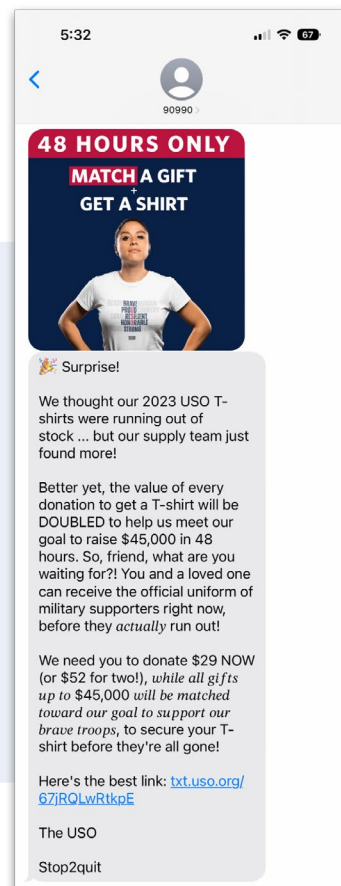 5:32
67
90990
48 HOURS ONLY
MATCH A GIFT
+
GET A SHIRT
BRAVE
PROUD
RESILIENT
HONORABLE
STRONG
🎉 Surprise!
We thought our 2023 USO T-
shirts were running out of
stock ... but our supply team just
found more!
Better yet, the value of every
donation to get a T-shirt will be
DOUBLED to help us meet our
goal to raise $45,000 in 48
hours. So, friend, what are you
waiting for?! You and a loved one
can receive the official uniform of
military supporters right now,
before they actually run out!
We need you to donate $29 NOW
(or $52 for two!), while all gifts
up to $45,000 will be matched
toward our goal to support our
brave troops, to secure your T-
shirt before they're all gone!
Here's the best link: txt.uso.org/
67jRQLwRtkpE
The USO
Stop2quit